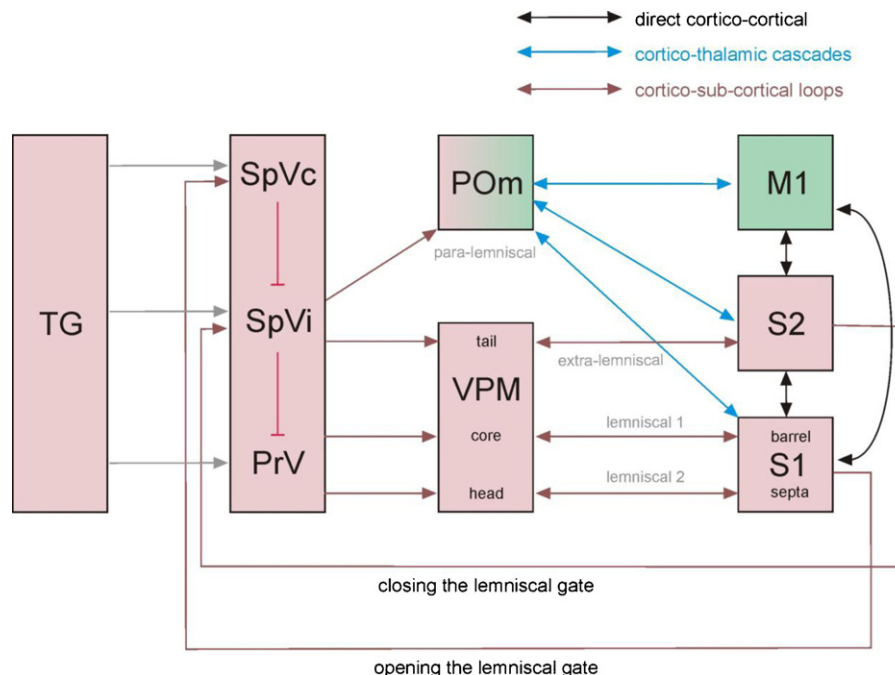 direct cortico-cortical
cortico-thalamic cascades
cortico-sub-cortical loops
TG
SpVc
SpVi
PrV
POm
para-lemniscal
tail
VPM
core
head
extra-lemniscal
lemniscal 1
lemniscal 2
M1
S2
barrel
S1
septa
closing the lemniscal gate
opening the lemniscal gate